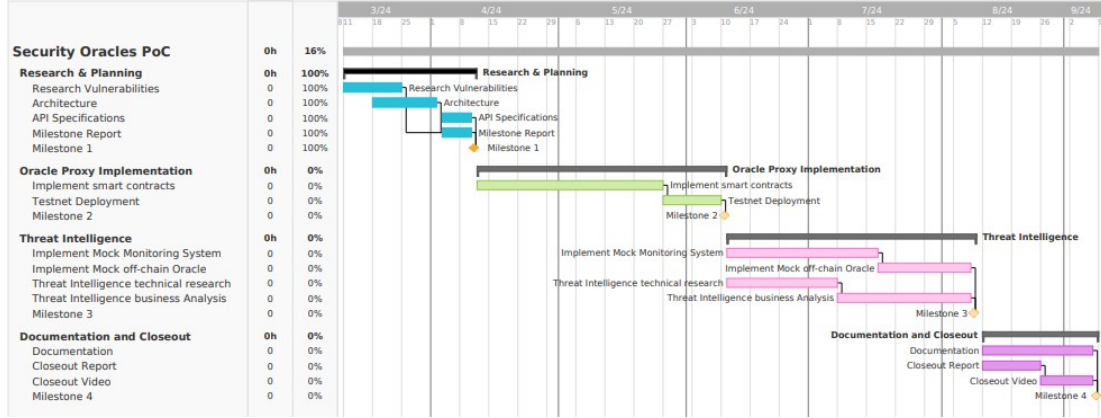 3/24 4/24 5/24 6/24 7/24 8/24 9/24
11 18 25 1 8 15 22 29 6 13 20 27 3 10 17 24 1 8 15 22 29 5 12 19 26 2
Security Oracles PoC 0h 16%
Research & Planning 0h 100% Research & Planning
Research Vulnerabilities 0 100% Research Vulnerabilities
Architecture 0 100% Architecture
API Specifications 0 100% API Specifications
Milestone Report 0 100% Milestone Report
Milestone 1 0 100% Milestone 1
Oracle Proxy Implementation 0h 0% Oracle Proxy Implementation
Implement smart contracts 0 0% Implement smart contracts
Testnet Deployment 0 0% Testnet Deployment
Milestone 2 0 0% Milestone 2
Threat Intelligence 0h 0% Threat Intelligence
Implement Mock Monitoring System 0 0% Implement Mock Monitoring System
Implement Mock off-chain Oracle 0 0% Implement Mock off-chain Oracle
Threat Intelligence technical research 0 0% Threat Intelligence technical research
Threat Intelligence business Analysis 0 0% Threat Intelligence business Analysis
Milestone 3 0 0% Milestone 3
Documentation and Closeout 0h 0% Documentation and Closeout
Documentation 0 0% Documentation
Closeout Report 0 0% Closeout Report
Closeout Video 0 0% Closeout Video
Milestone 4 0 0% Milestone 4